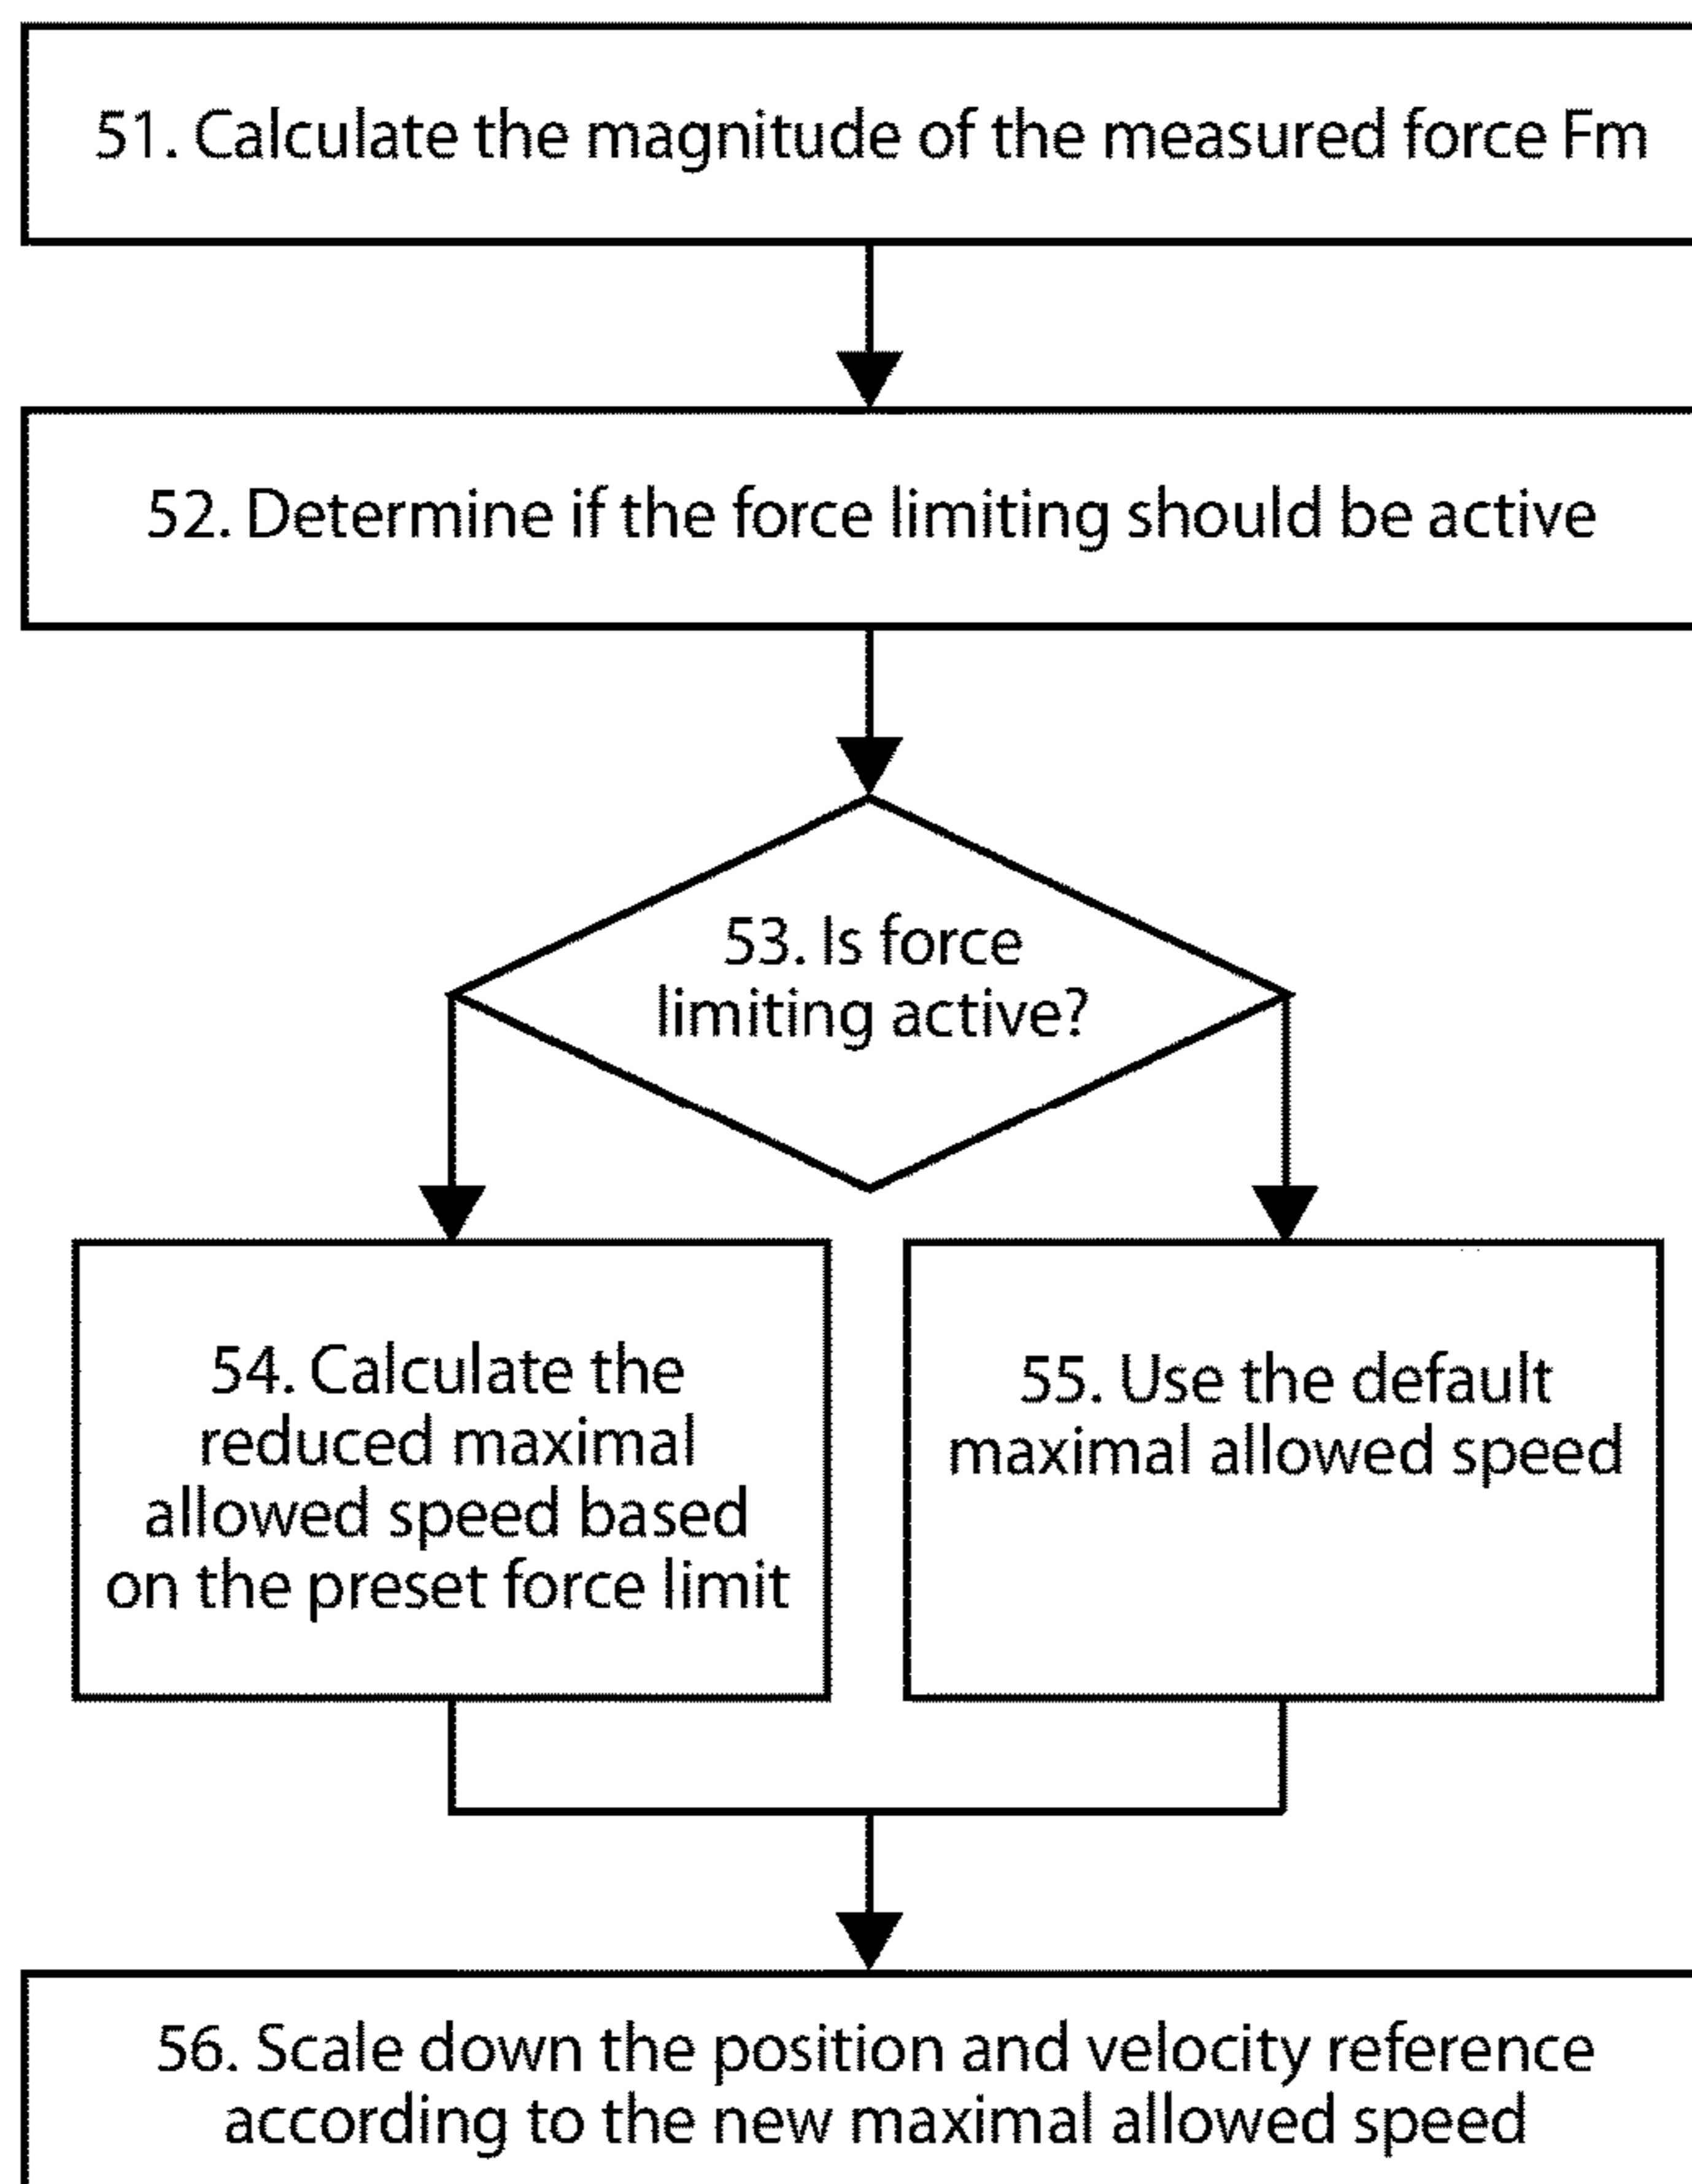 51. Calculate the magnitude of the measured force Fm
52. Determine if the force limiting should be active
53. Is force
limiting active?
54. Calculate the
reduced maximal
allowed speed based
on the preset force limit
55. Use the default
maximal allowed speed
56. Scale down the position and velocity reference
according to the new maximal allowed speed